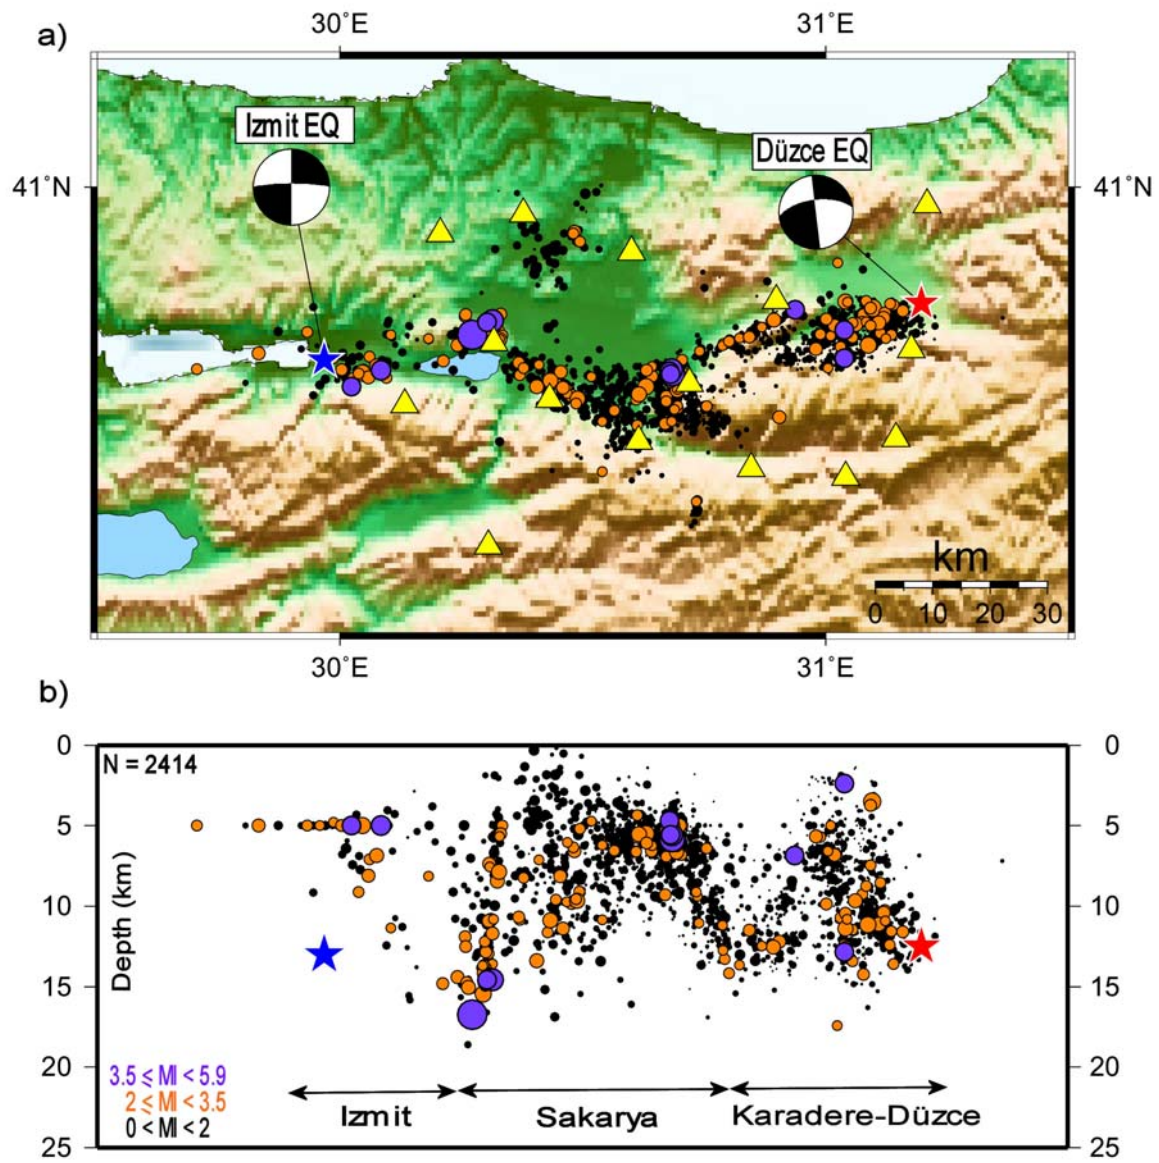 a)
30°E 31°E
Izmit EQ
Düzce EQ
41°N 41°N
km
0 10 20 30
30°E 31°E
b)
0 0
N = 2414
5 5
10 10
Depth (km)
15 15
20 20
3.5 ≤ Ml < 5.9
2 ≤ Ml < 3.5
0 < Ml < 2
Izmit Sakarya Karadere-Düzce
25 25